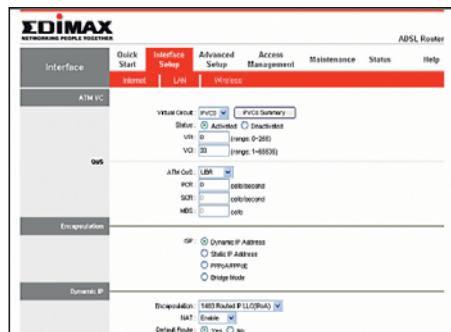 EDIMAX
NETWORKING PEOPLE TOGETHER
ADSL Router
Interface
Quick Start
Interface Setup
Advanced Setup
Access Management
Maintenance
Status
Help
Internet
LAN
Wireless
ATM VC
Virtual Circuit : PVC0 PVCs Summary
Status : Activated Deactivated
VPI : 0 (range: 0~255)
VCI : 33 (range: 1~65535)
QoS
ATM QoS : UBR
PCR : 0 cells/second
SCR : 0 cells/second
MBS : 0 cells
Encapsulation
ISP : Dynamic IP Address
Static IP Address
PPPoA/PPPoE
Bridge Mode
Dynamic IP
Encapsulation : 1483 Routed IP LLC(IPoA)
NAT : Enable
Default Route : Yes No